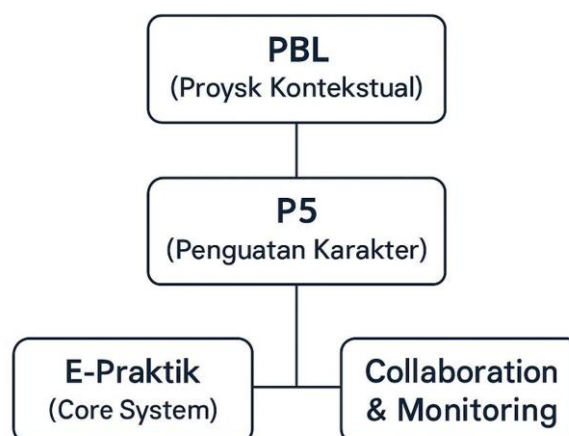 PBL
(Proysk Kontekstual)
P5
(Penguatan Karakter)
E-Praktik
(Core System)
Collaboration
& Monitoring